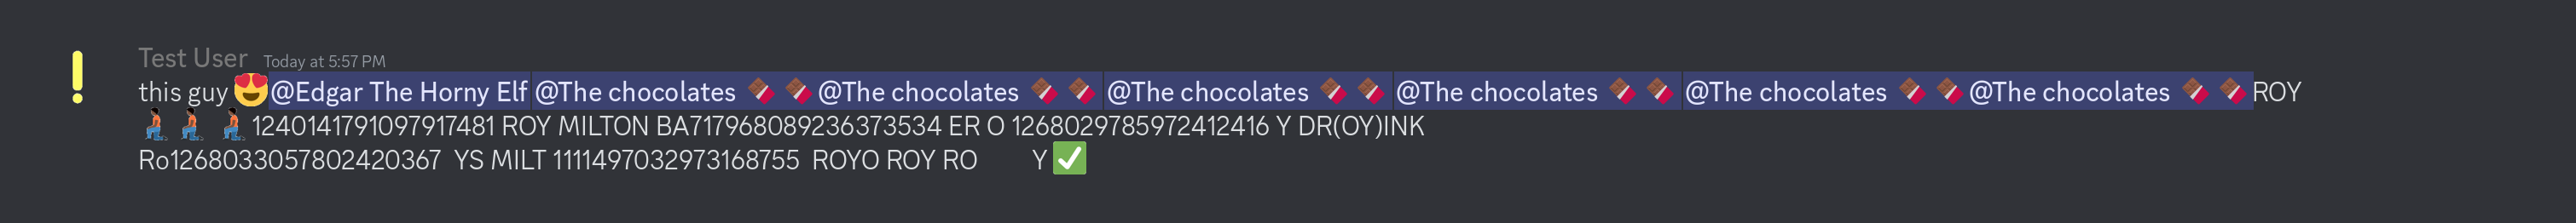 Test User Today at 5:57 PM
this guy😍@Edgar The Horny Elf @The chocolates 🍫🍫@The chocolates 🍫🍫 @The chocolates 🍫🍫 @The chocolates 🍫🍫 @The chocolates 🍫🍫@The chocolates 🍫🍫ROY
🧎🧎🧎1240141791097917481 ROY MILTON BA717968089236373534 ER O 1268029785972412416 Y DR(OY)INK
Ro1268033057802420367  YS MILT 1111497032973168755  ROYO ROY RO      Y ✅